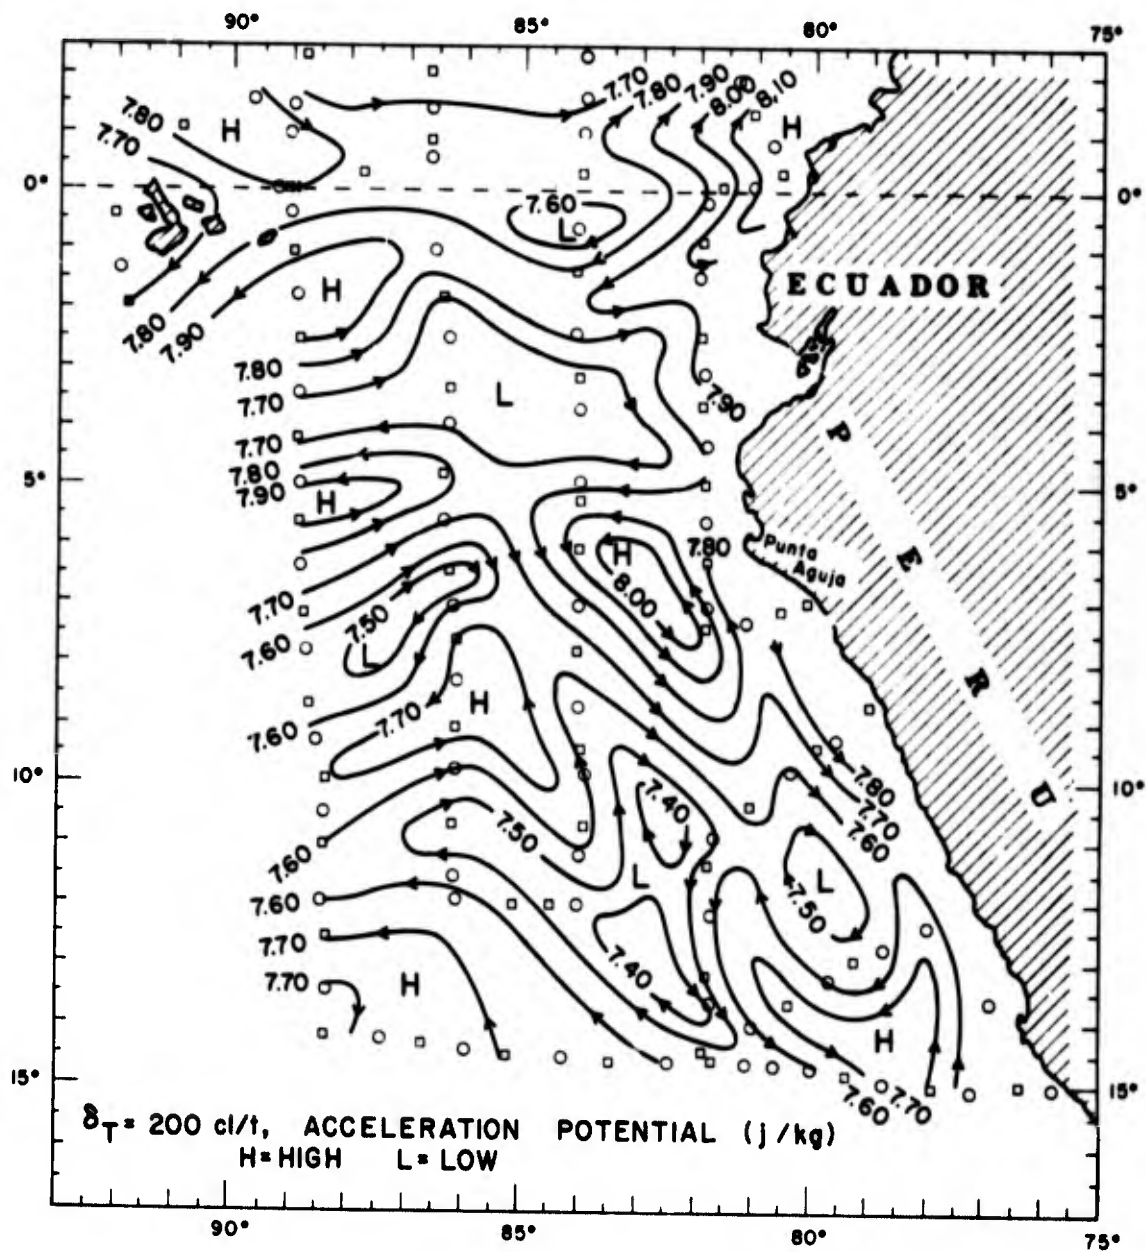 90° 85° 80° 75°
7.70 7.80 7.90 8.00 8.10
7.80 H H
7.70
0° 0°
7.60
L
ECUADOR
H
7.80 7.90
7.80
L
7.70 7.90
P
7.70
7.80
5° 5°
7.90 H
7.80 Punta
H E
Aguja
7.70 8.00
7.50
7.60 L
R
H
7.70
7.60
10° 7.80 10°
7.40 U
7.70
7.50 7.60
7.60
L L
7.60 7.50
7.70
7.40
7.70 H
H
15° 15°
7.60 7.70
δT = 200 cl/t, ACCELERATION POTENTIAL (j/kg)
H=HIGH L=LOW
90° 85° 80° 75°